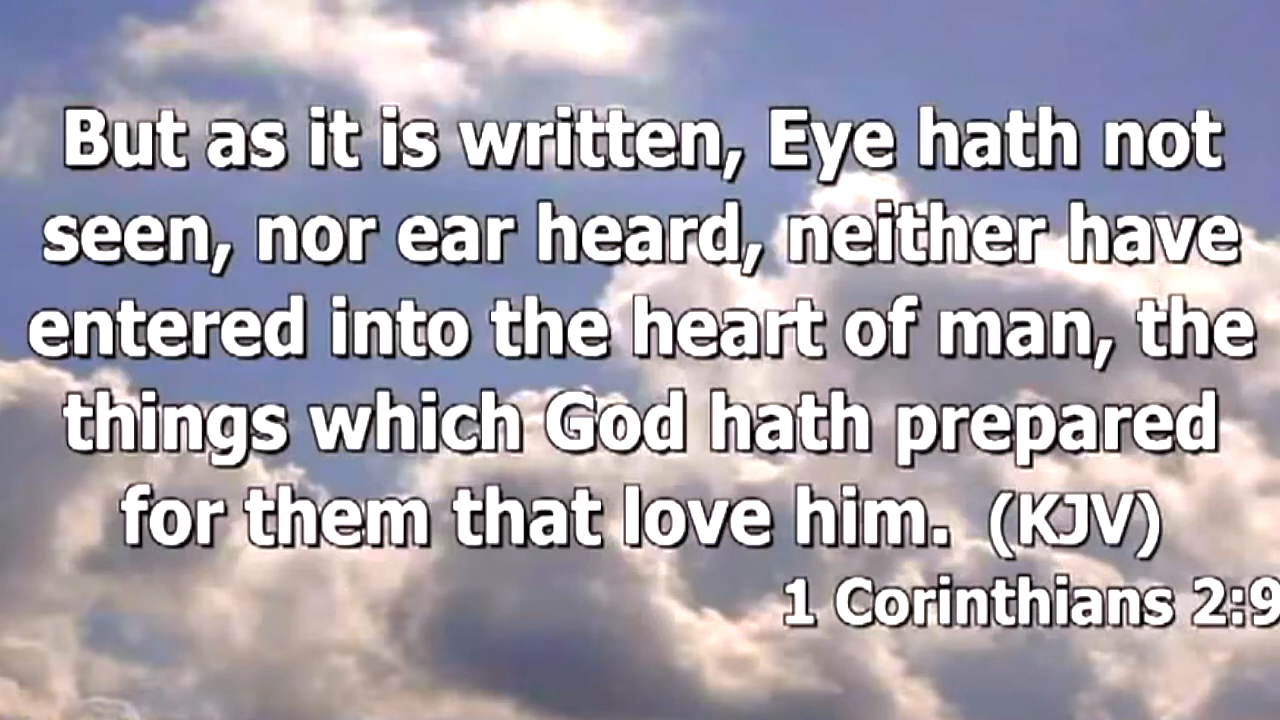 But as it is written, Eye hath not
seen, nor ear heard, neither have
entered into the heart of man, the
things which God hath prepared
for them that love him. (KJV)
1 Corinthians 2:9